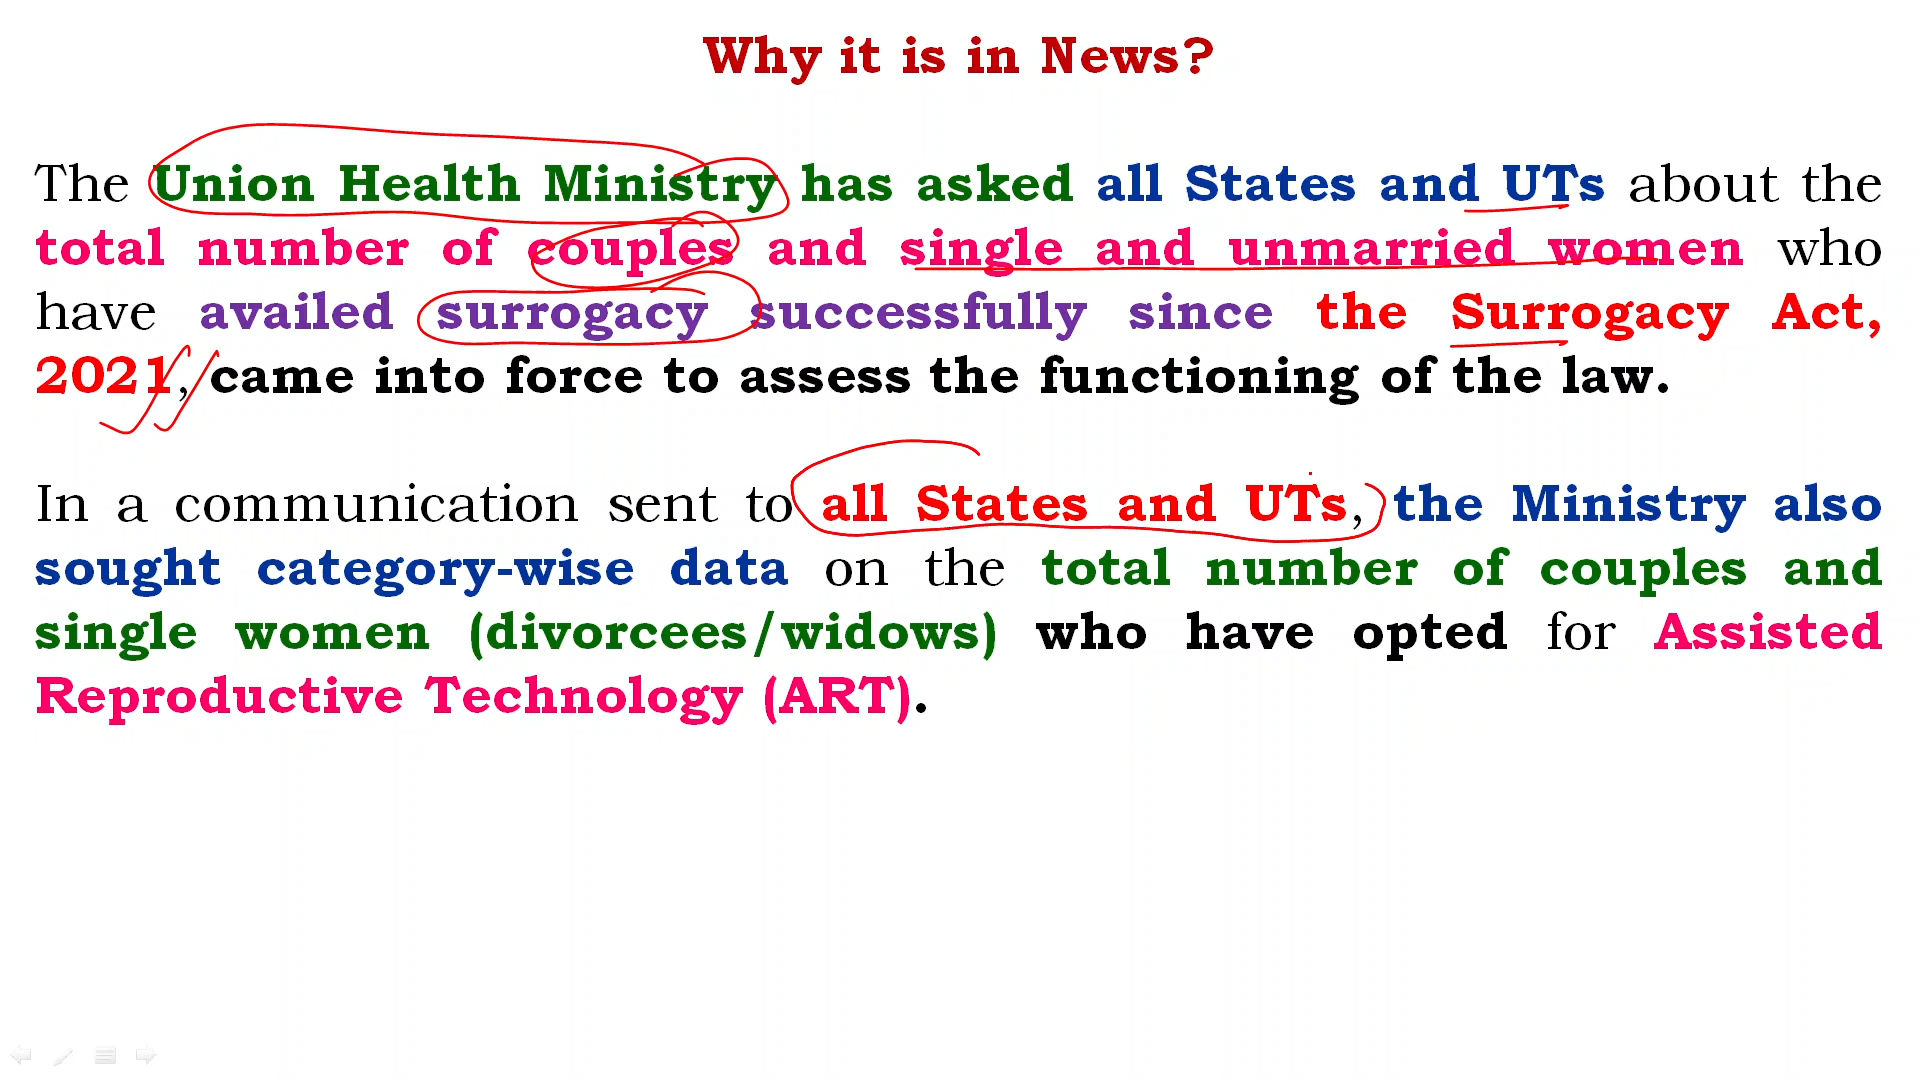 Why it is in News?
The Union Health Ministry has asked all States and UTs about the
total number of couples and single and unmarried women who
have availed surrogacy successfully since the Surrogacy Act,
2021, came into force to assess the functioning of the law.
In a communication sent to all States and UTs, the Ministry also
sought category-wise data on the total number of couples and
single women (divorcees/widows) who have opted for Assisted
Reproductive Technology (ART).